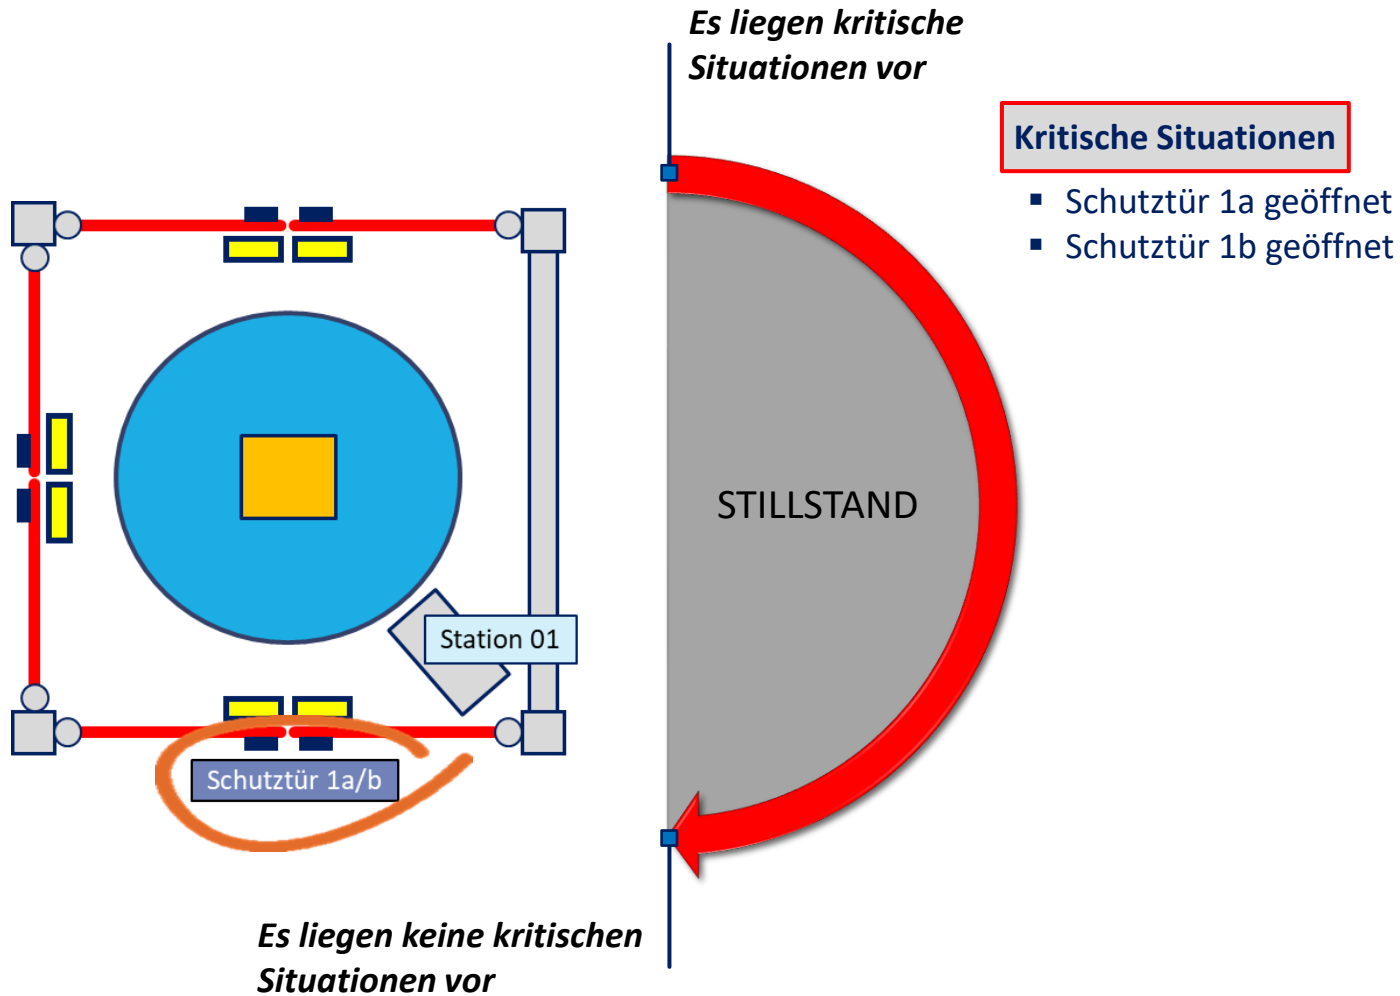 Es liegen kritische
Situationen vor
Kritische Situationen
▪ Schutztür 1a geöffnet
▪ Schutztür 1b geöffnet
STILLSTAND
Station 01
Schutztür 1a/b
Es liegen keine kritischen
Situationen vor